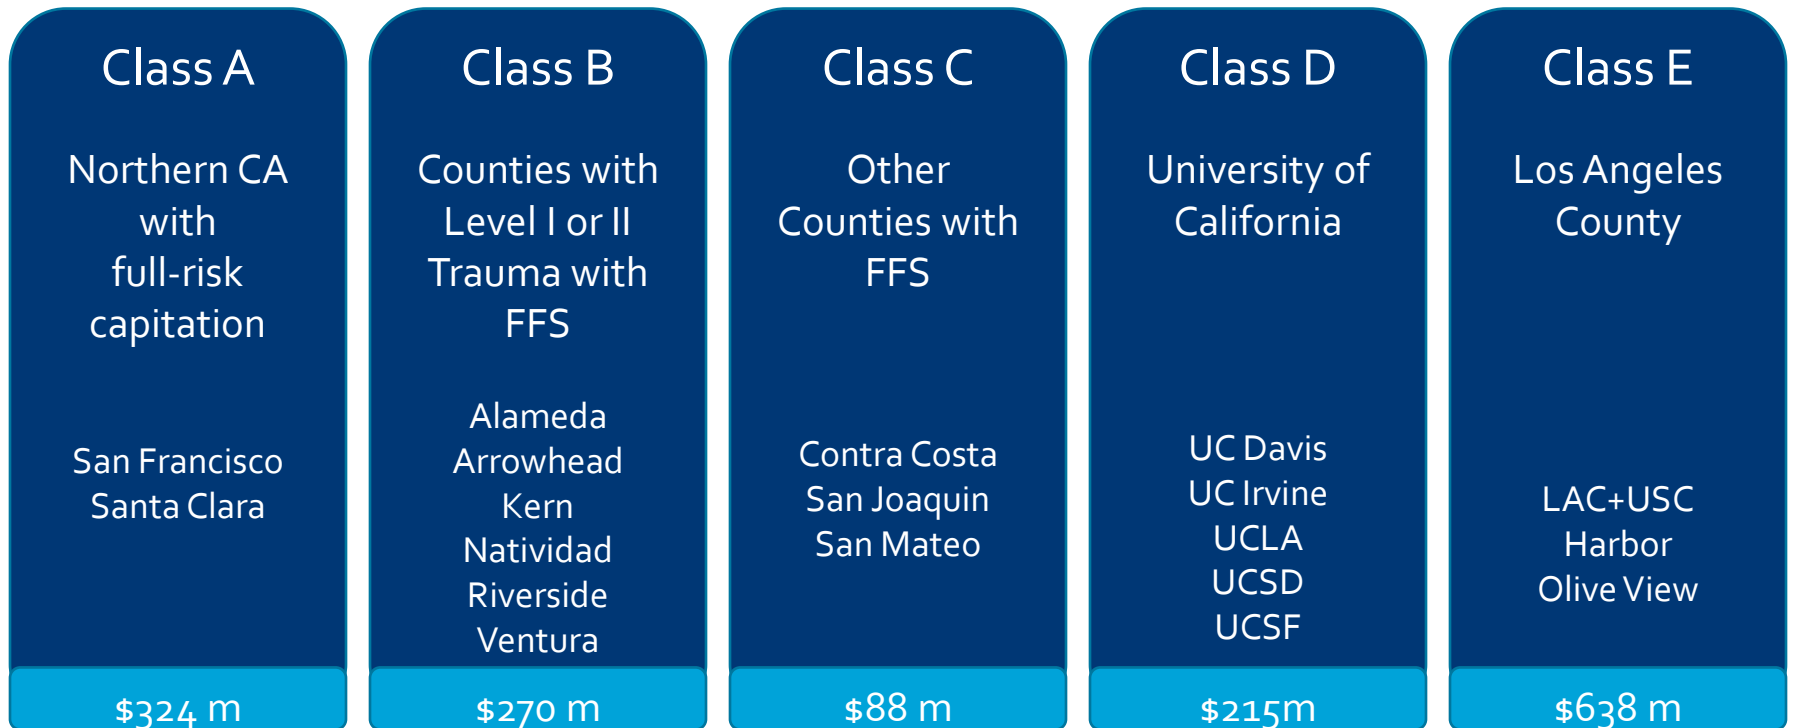 Class A
Northern CA
with
full-risk
capitation
San Francisco
Santa Clara
$324 m
Class B
Counties with
Level I or II
Trauma with
FFS
Alameda
Arrowhead
Kern
Natividad
Riverside
Ventura
$270 m
Class C
Other
Counties with
FFS
Contra Costa
San Joaquin
San Mateo
$88 m
Class D
University of
California
UC Davis
UC Irvine
UCLA
UCSD
UCSF
$215m
Class E
Los Angeles
County
LAC+USC
Harbor
Olive View
$638 m